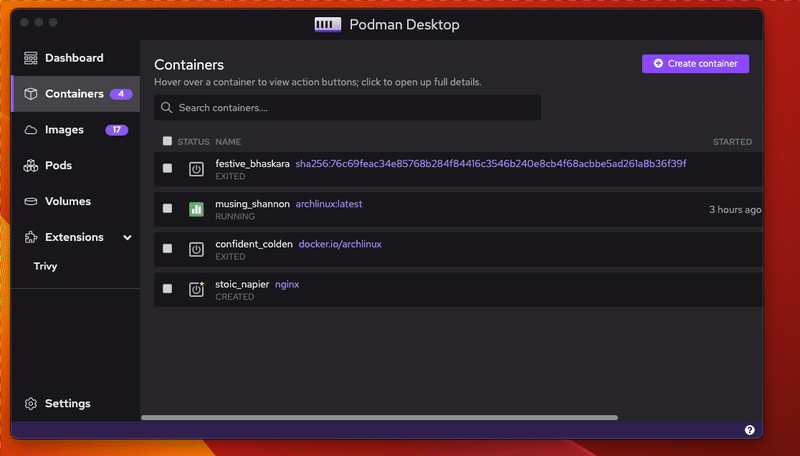 Podman Desktop
Dashboard
Containers 4
Images 17
Pods
Volumes
Extensions
Trivy
Settings
Containers
Create container
Hover over a container to view action buttons; click to open up full details.
Search containers....
STATUS NAME STARTED
festive_bhaskara sha256:76c69feac34e85768b284f84416c3546b240e8cb4f68acbbe5ad261a8b36f39f
EXITED
musing_shannon archlinux:latest 3 hours ago
RUNNING
confident_colden docker.io/archlinux
EXITED
stoic_napier nginx
CREATED